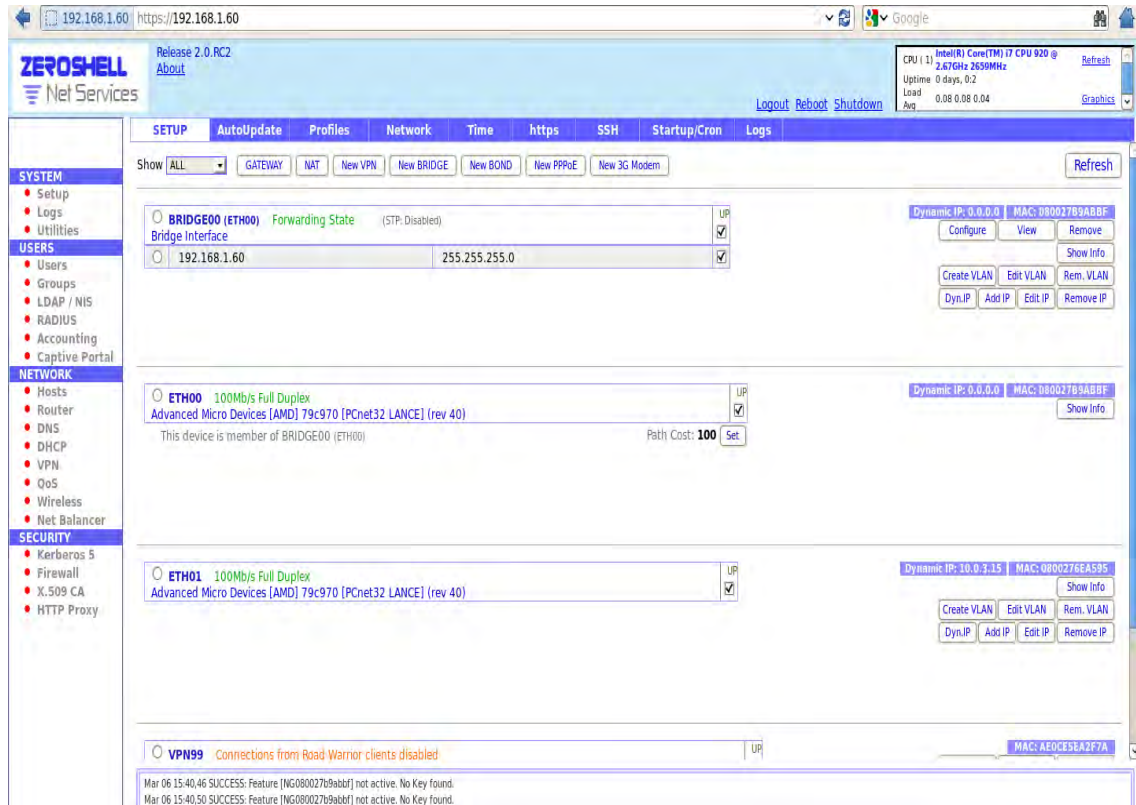 192.168.1.60 https://192.168.1.60
Google
ZEROSHELL
Net Services
Release 2.0.RC2
About
Logout Reboot Shutdown
CPU ( 1) Intel(R) Core(TM) i7 CPU 920 @ 2.67GHz 2659MHz
Refresh
Uptime 0 days, 0:2
Load Avg 0.08 0.08 0.04
Graphics
SETUP AutoUpdate Profiles Network Time https SSH Startup/Cron Logs
Show ALL GATEWAY NAT New VPN New BRIDGE New BOND New PPPoE New 3G Modem Refresh
SYSTEM
Setup
Logs
Utilities
USERS
Users
Groups
LDAP / NIS
RADIUS
Accounting
Captive Portal
NETWORK
Hosts
Router
DNS
DHCP
VPN
QoS
Wireless
Net Balancer
SECURITY
Kerberos 5
Firewall
X.509 CA
HTTP Proxy
BRIDGE00 (ETH00) Forwarding State (STP: Disabled) UP
Bridge Interface
192.168.1.60 255.255.255.0
Dynamic IP: 0.0.0.0 MAC: 080027B9ABBF
Configure View Remove
Show Info
Create VLAN Edit VLAN Rem. VLAN
Dyn.IP Add IP Edit IP Remove IP
ETH00 100Mb/s Full Duplex UP
Advanced Micro Devices [AMD] 79c970 [PCnet32 LANCE] (rev 40)
This device is member of BRIDGE00 (ETH00) Path Cost: 100 Set
Dynamic IP: 0.0.0.0 MAC: 080027B9ABBF
Show Info
ETH01 100Mb/s Full Duplex UP
Advanced Micro Devices [AMD] 79c970 [PCnet32 LANCE] (rev 40)
Dynamic IP: 10.0.3.15 MAC: 0800276EA595
Show Info
Create VLAN Edit VLAN Rem. VLAN
Dyn.IP Add IP Edit IP Remove IP
VPN99 Connections from Road Warrior clients disabled UP
MAC: AE0CE5EA2F7A
Mar 06 15:40,46 SUCCESS: Feature [NG080027b9abbf] not active. No Key found.
Mar 06 15:40,50 SUCCESS: Feature [NG080027b9abbf] not active. No Key found.